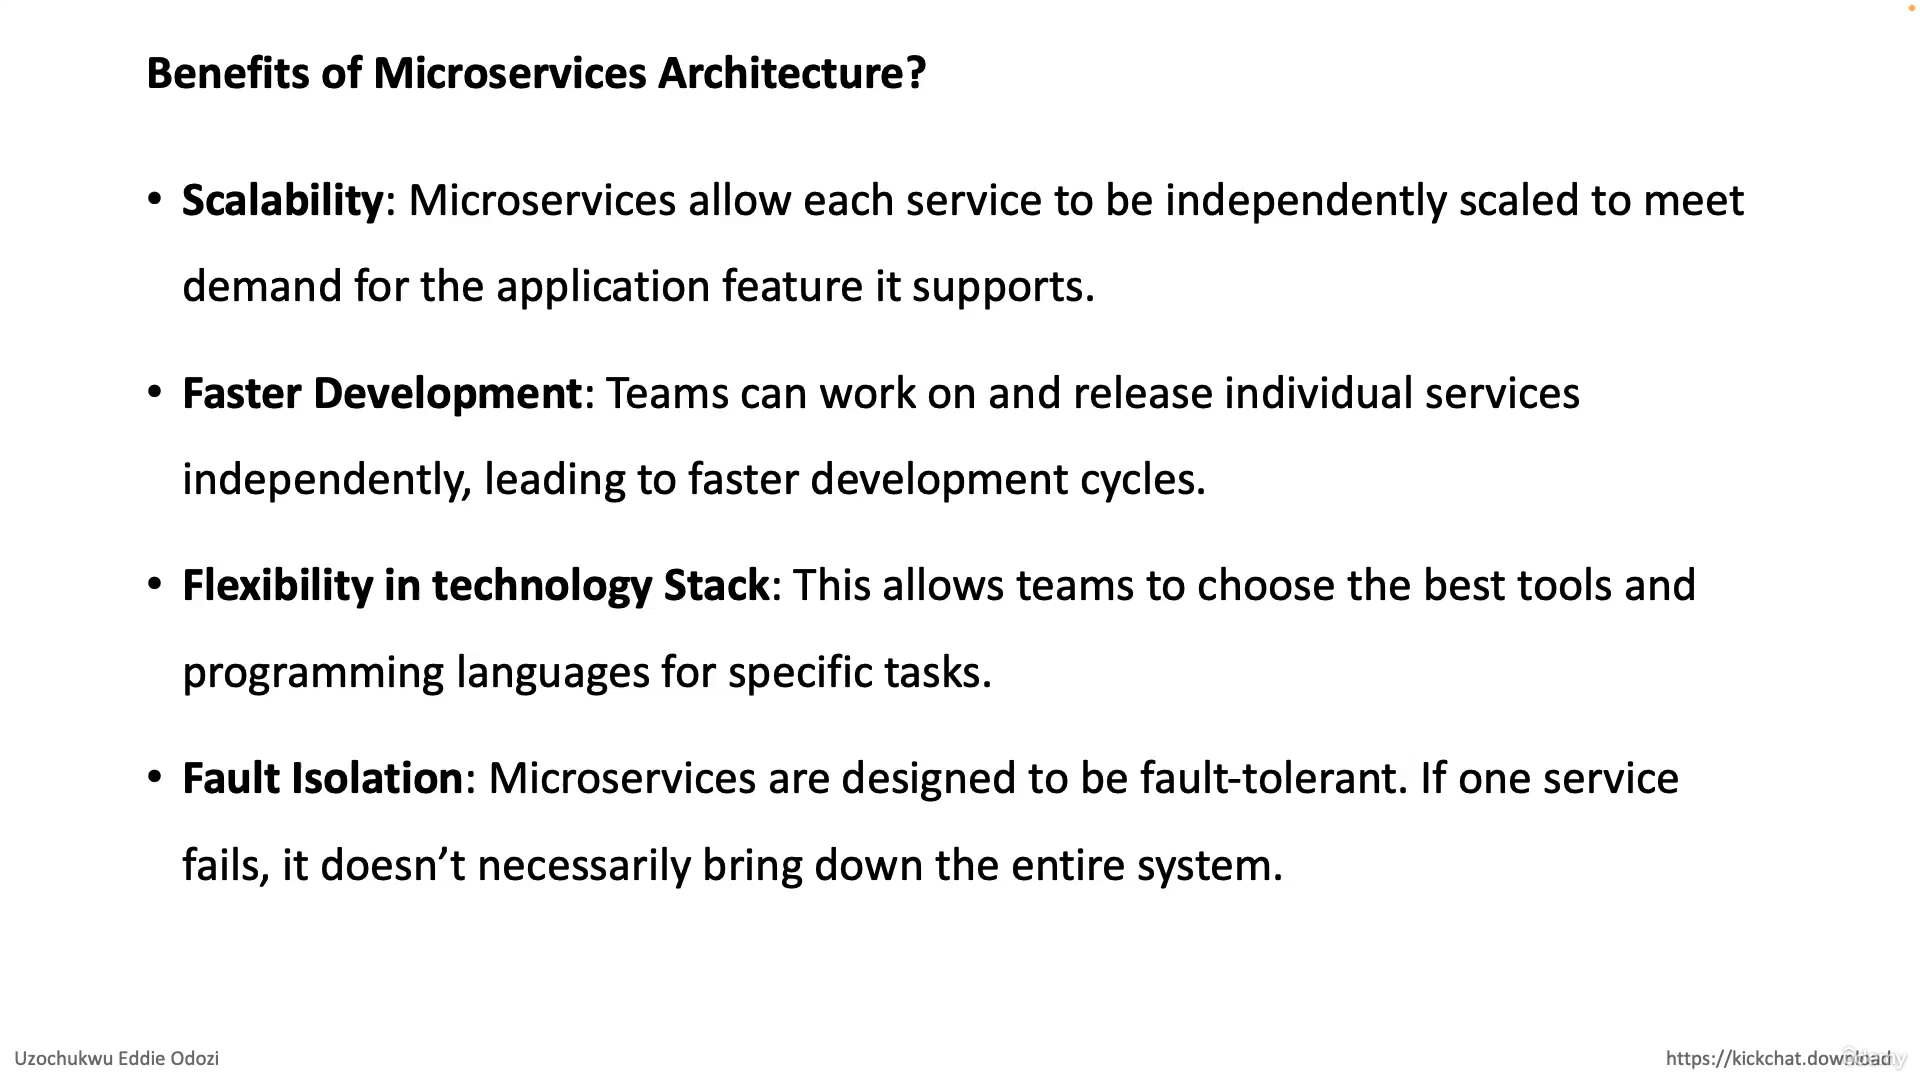 Benefits of Microservices Architecture?
• Scalability: Microservices allow each service to be independently scaled to meet
demand for the application feature it supports.
• Faster Development: Teams can work on and release individual services
independently, leading to faster development cycles.
• Flexibility in technology Stack: This allows teams to choose the best tools and
programming languages for specific tasks.
• Fault Isolation: Microservices are designed to be fault-tolerant. If one service
fails, it doesn’t necessarily bring down the entire system.
Uzochukwu Eddie Odozi
https://kickchat.download